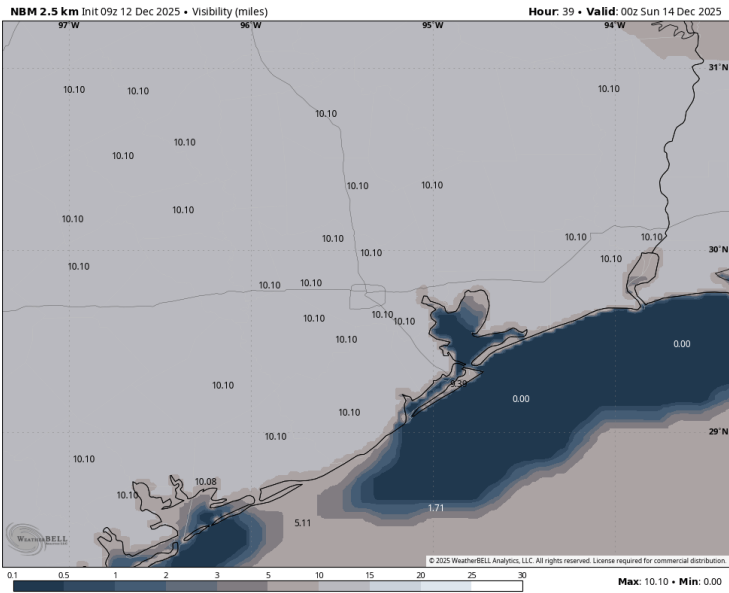 NBM 2.5 km Init 09z 12 Dec 2025 • Visibility (miles) Hour: 39 • Valid: 00z Sun 14 Dec 2025
97°W 96°W 95°W 94°W
31°N
10.10 10.10 10.10
10.10
10.10
10.10
10.10 10.10
10.10
10.10
10.10 10.10 10.10
30°N
10.10
10.10
10.10
10.10 10.10
10.10 10.10 10.10
10.10
0.00
10.10 9.39
0.00
10.10
29°N
10.10
10.10
10.08
10.10
1.71
5.11
WEATHERBELL
© 2025 WeatherBELL Analytics, LLC. All rights reserved. License required for commercial distribution.
0.1 0.5 1 2 3 5 10 15 20 25 30
Max: 10.10 • Min: 0.00